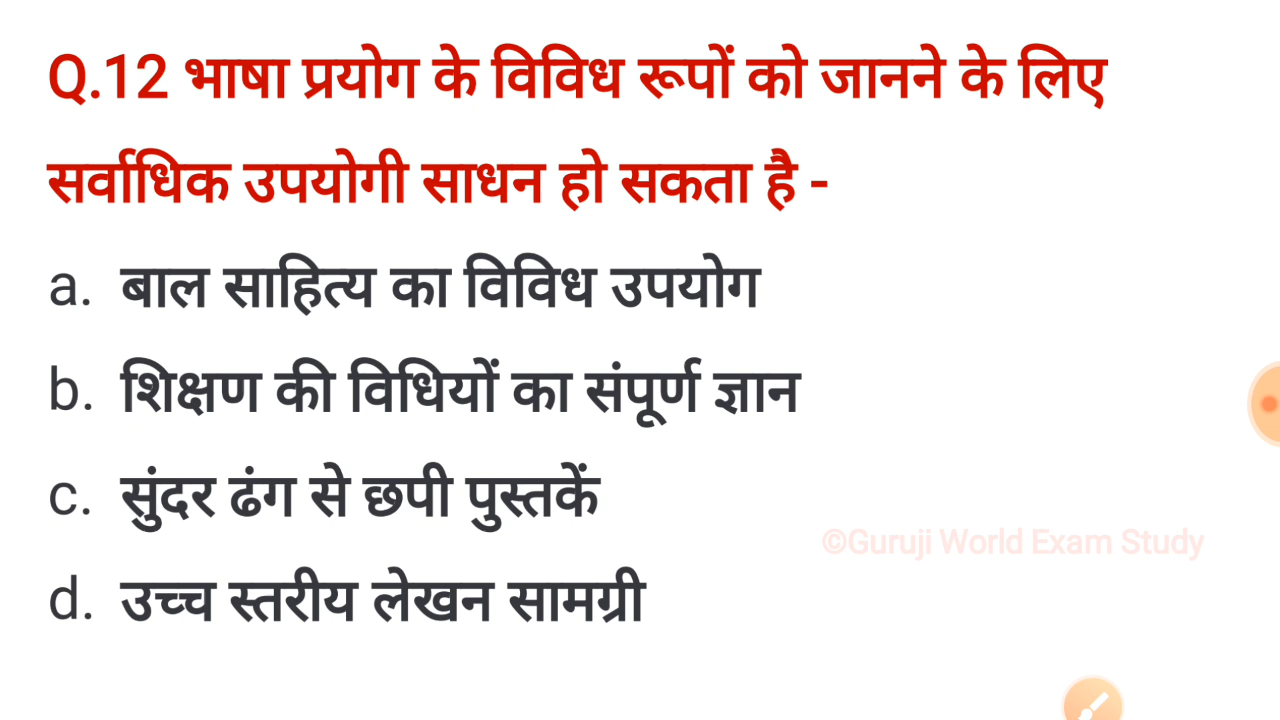 Q.12 भाषा प्रयोग के विविध रूपों को जानने के लिए
सर्वाधिक उपयोगी साधन हो सकता है -
a. बाल साहित्य का विविध उपयोग
b. शिक्षण की विधियों का संपूर्ण ज्ञान
c. सुंदर ढंग से छपी पुस्तकें
©Guruji World Exam Study
d. उच्च स्तरीय लेखन सामग्री